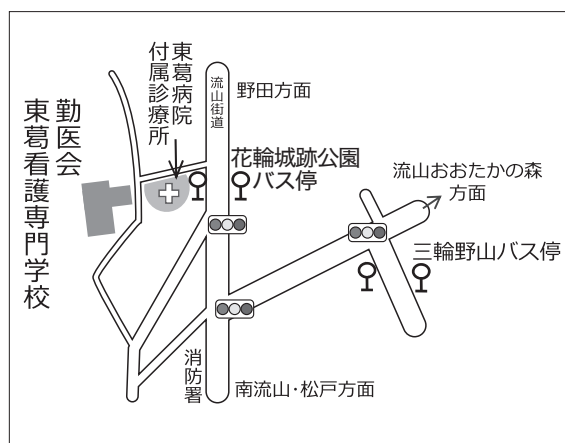 勤医会
東葛看護専門学校
東葛病院
付属診療所
流山街道
野田方面
花輪城跡公園
バス停
流山おおたかの森
方面
三輪野山バス停
消防署
南流山・松戸方面